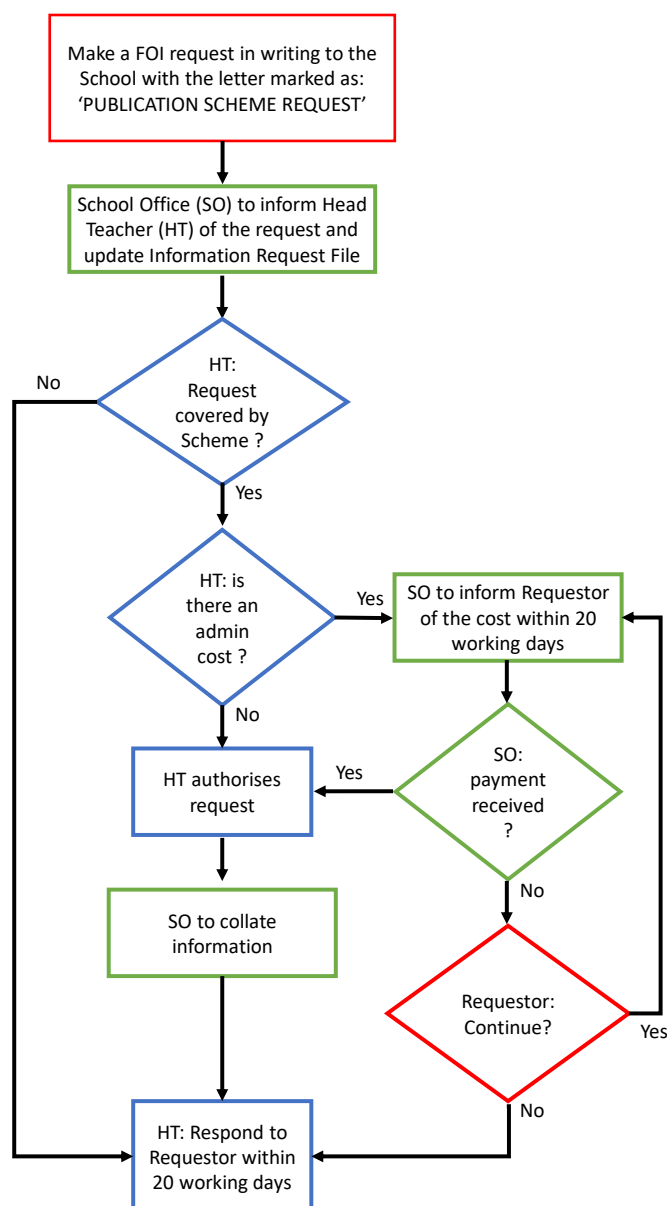 Make a FOI request in writing to the
School with the letter marked as:
‘PUBLICATION SCHEME REQUEST’
School Office (SO) to inform Head
Teacher (HT) of the request and
update Information Request File
HT:
Request
covered by
Scheme ?
No
Yes
HT: is
there an
admin
cost ?
Yes
No
SO to inform Requestor
of the cost within 20
working days
HT authorises
request
Yes
SO:
payment
received
?
No
SO to collate
information
Requestor:
Continue?
Yes
No
HT: Respond to
Requestor within
20 working days